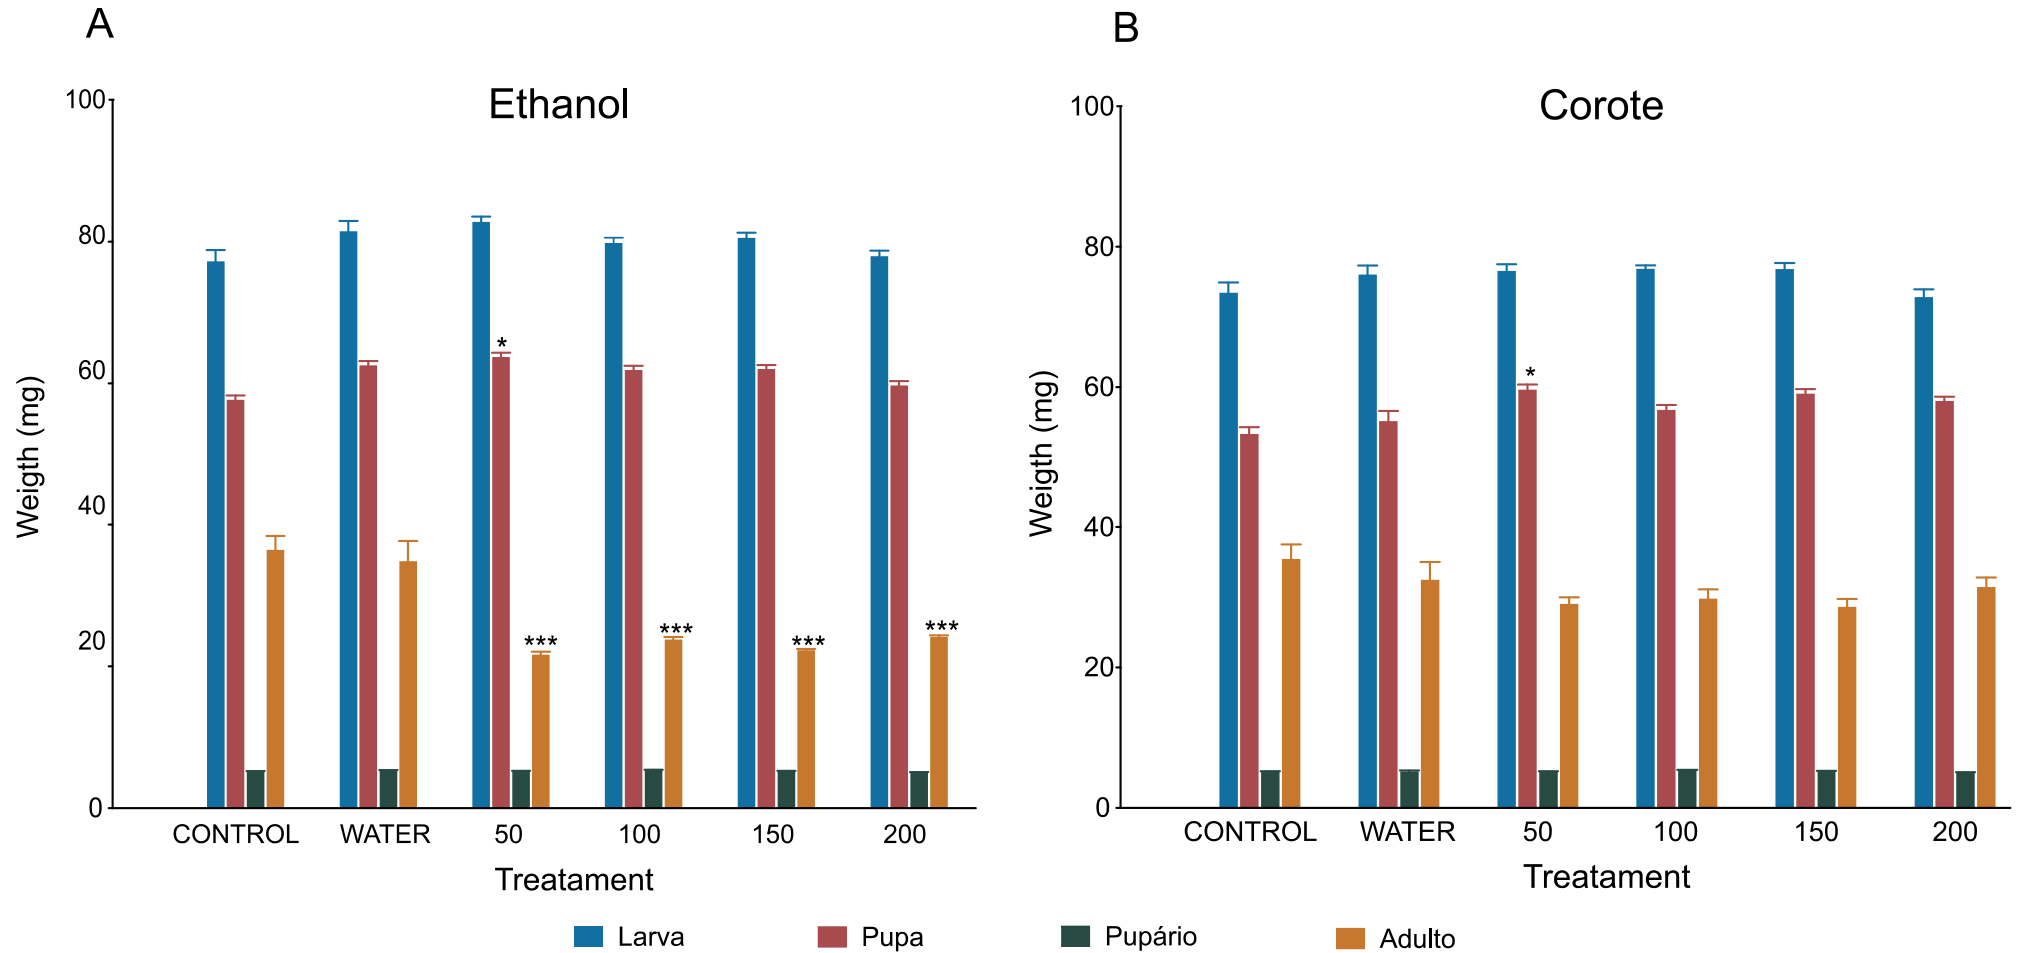 A
B
Ethanol
Corote
100
80
60
40
20
0
Weigth (mg)
*
***
***
***
***
CONTROL WATER 50 100 150 200
Treatament
100
80
60
40
20
0
Weigth (mg)
*
CONTROL WATER 50 100 150 200
Treatament
Larva Pupa Pupário Adulto